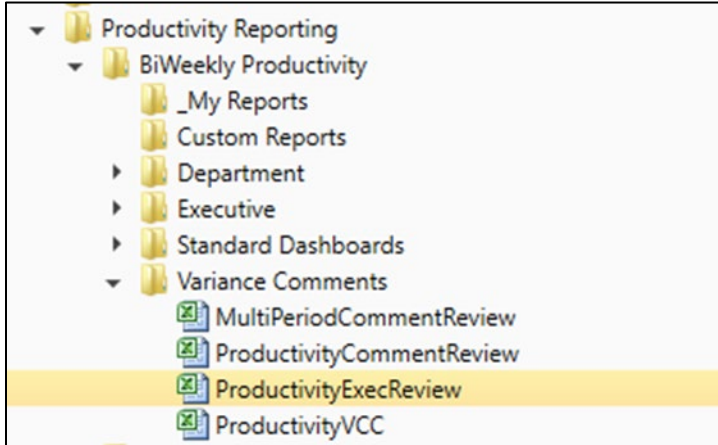 Productivity Reporting
BiWeekly Productivity
_My Reports
Custom Reports
Department
Executive
Standard Dashboards
Variance Comments
MultiPeriodCommentReview
ProductivityCommentReview
ProductivityExecReview
ProductivityVCC